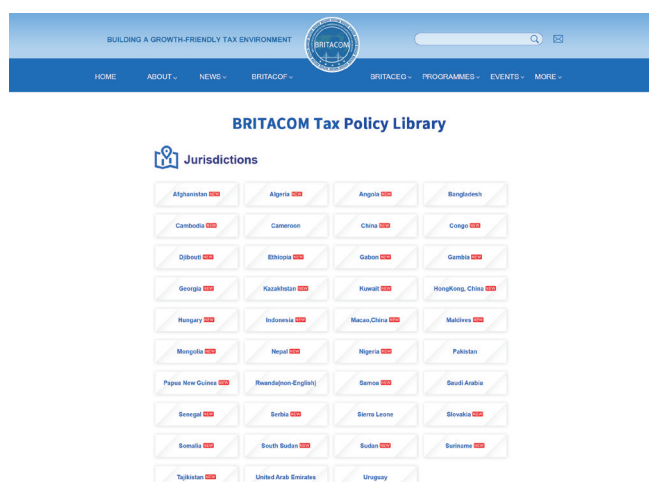 BUILDING A GROWTH-FRIENDLY TAX ENVIRONMENT
BRITACOM
HOME ABOUT NEWS BRITACOF BRITACEG PROGRAMMES EVENTS MORE
BRITACOM Tax Policy Library
Jurisdictions
Afghanistan NEW Algeria NEW Angola NEW Bangladesh
Cambodia NEW Cameroon China NEW Congo NEW
Djibouti NEW Ethiopia NEW Gabon NEW Gambia NEW
Georgia NEW Kazakhstan NEW Kuwait NEW HongKong, China NEW
Hungary NEW Indonesia NEW Macao,China NEW Maldives NEW
Mongolia NEW Nepal NEW Nigeria NEW Pakistan
Papua New Guinea NEW Rwanda(non-English) Samoa NEW Saudi Arabia
Senegal NEW Serbia NEW Sierra Leone Slovakia NEW
Somalia NEW South Sudan NEW Sudan NEW Suriname NEW
Tajikistan NEW United Arab Emirates Uruguay